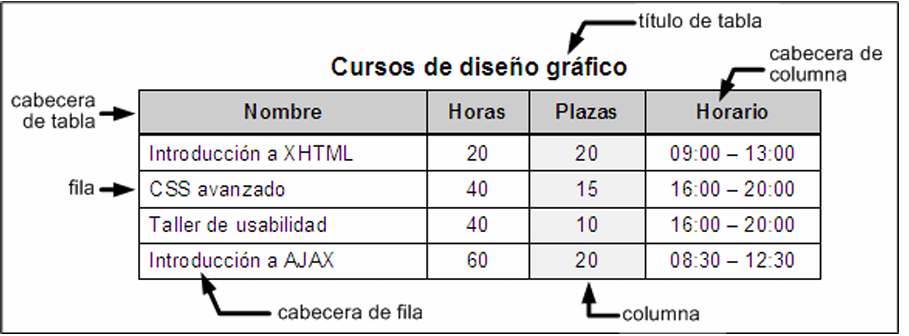 título de tabla
Cursos de diseño gráfico
cabecera de
columna
cabecera
de tabla
Nombre Horas Plazas Horario
Introducción a XHTML 20 20 09:00 – 13:00
fila
CSS avanzado 40 15 16:00 – 20:00
Taller de usabilidad 40 10 16:00 – 20:00
Introducción a AJAX 60 20 08:30 – 12:30
cabecera de fila
columna